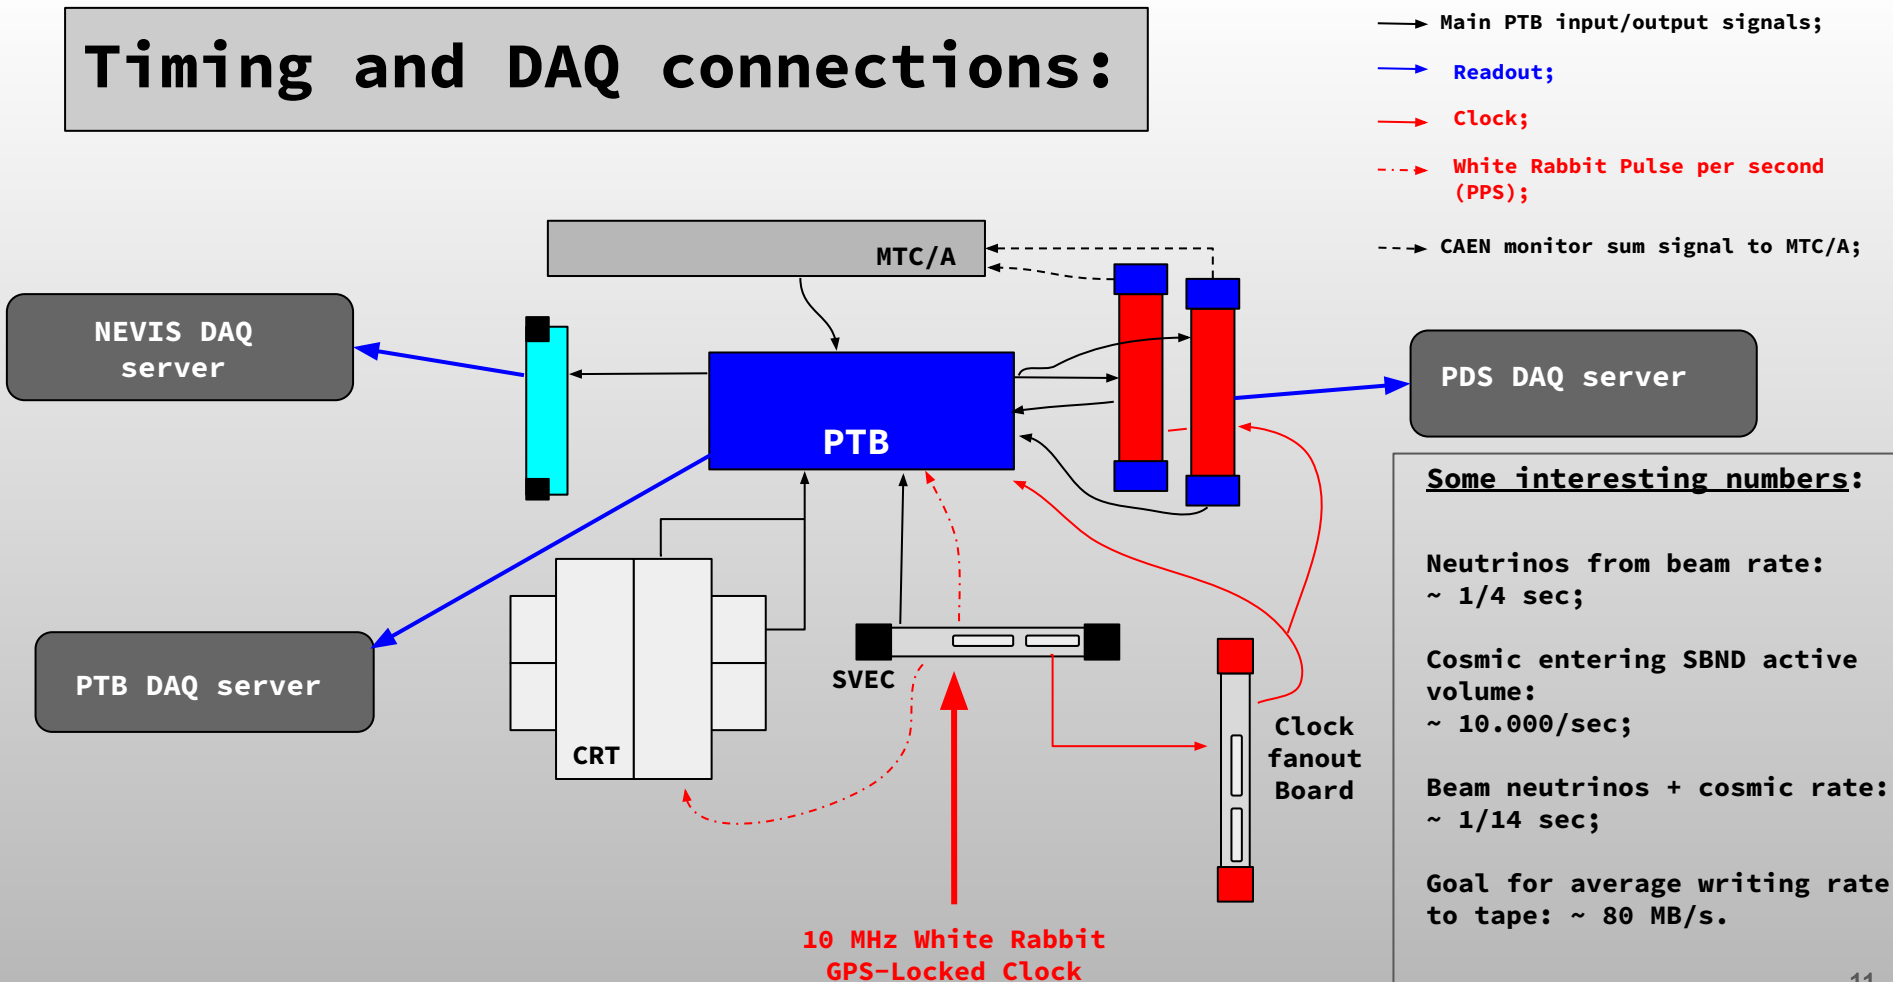 Timing and DAQ connections:
Main PTB input/output signals;
Readout;
Clock;
White Rabbit Pulse per second
(PPS);
CAEN monitor sum signal to MTC/A;
MTC/A
NEVIS DAQ
server
PDS DAQ server
PTB
PTB DAQ server
CRT
SVEC
Clock
fanout
Board
10 MHz White Rabbit
GPS-Locked Clock
Some interesting numbers:
Neutrinos from beam rate:
~ 1/4 sec;
Cosmic entering SBND active
volume:
~ 10.000/sec;
Beam neutrinos + cosmic rate:
~ 1/14 sec;
Goal for average writing rate
to tape: ~ 80 MB/s.
11